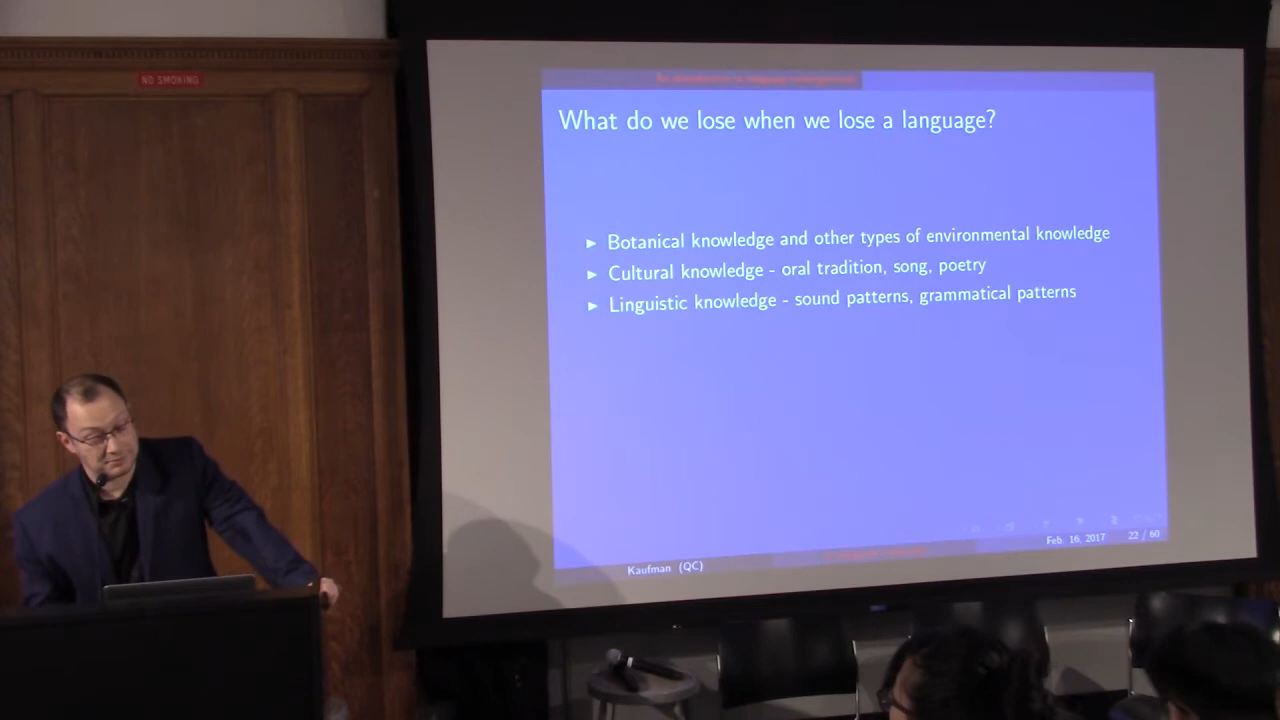 NO SMOKING
What do we lose when we lose a language?
► Botanical knowledge and other types of environmental knowledge
► Cultural knowledge - oral tradition, song, poetry
► Linguistic knowledge - sound patterns, grammatical patterns
Feb. 16, 2017 22 / 60
Kaufman (QC)